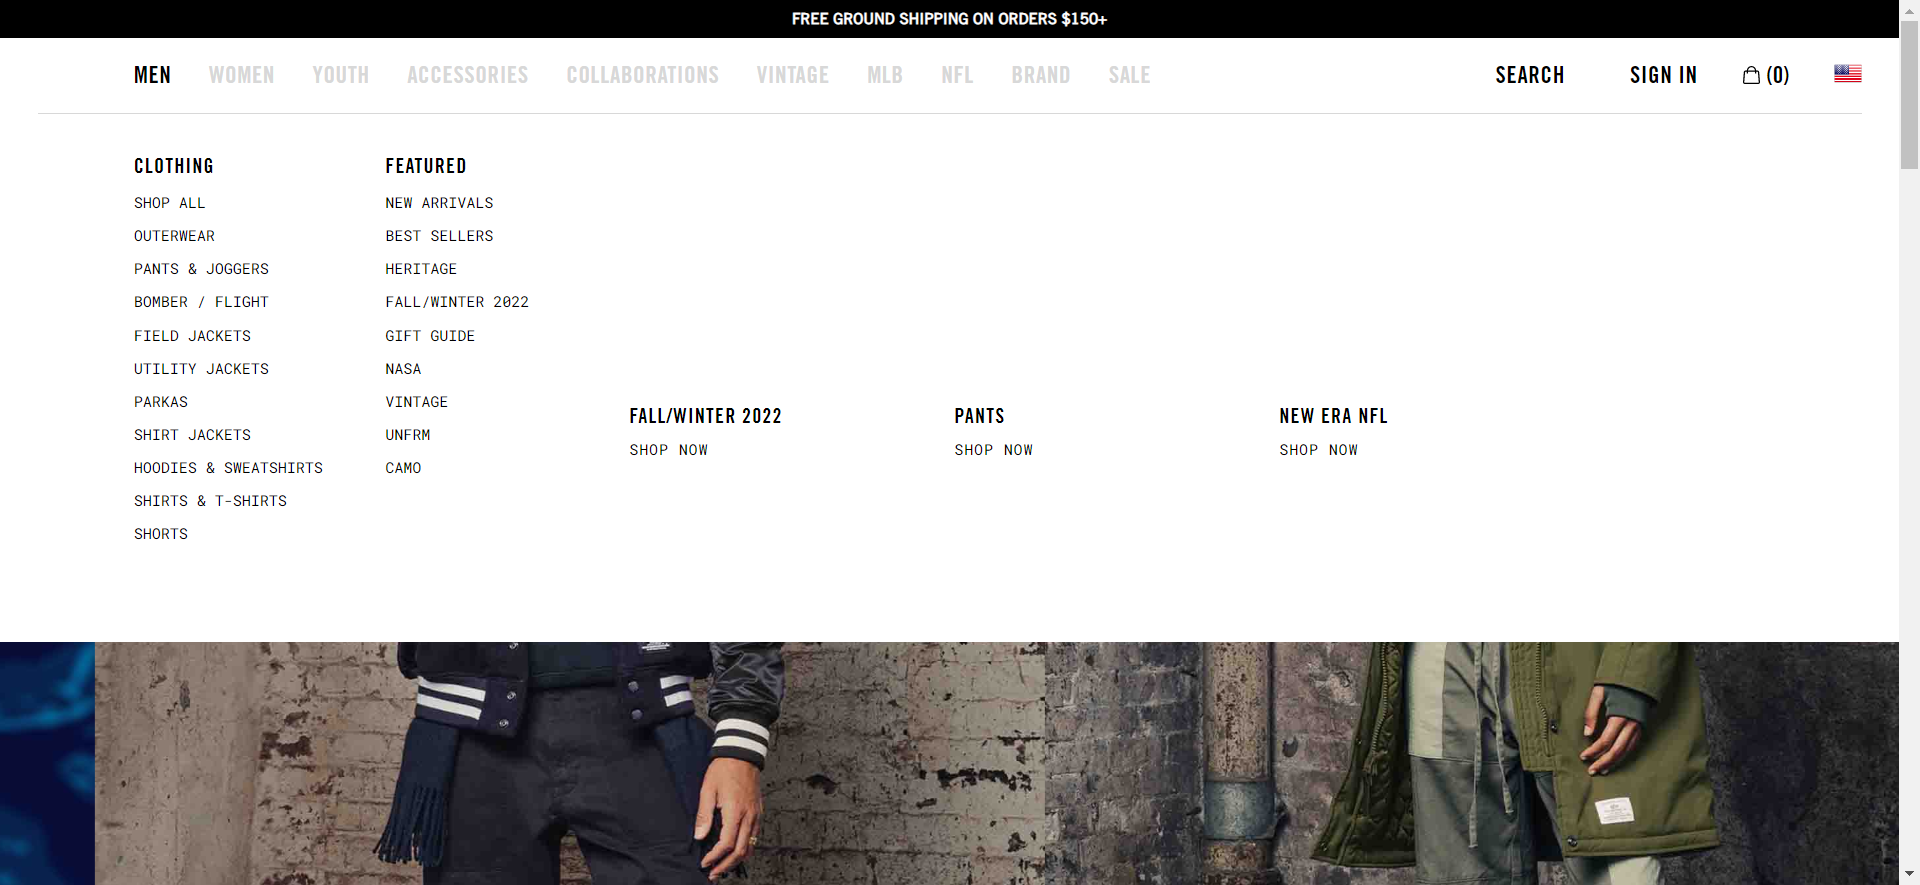 FREE GROUND SHIPPING ON ORDERS $150+
MEN WOMEN YOUTH ACCESSORIES COLLABORATIONS VINTAGE MLB NFL BRAND SALE SEARCH SIGN IN (0)
CLOTHING
SHOP ALL
OUTERWEAR
PANTS & JOGGERS
BOMBER / FLIGHT
FIELD JACKETS
UTILITY JACKETS
PARKAS
SHIRT JACKETS
HOODIES & SWEATSHIRTS
SHIRTS & T-SHIRTS
SHORTS
FEATURED
NEW ARRIVALS
BEST SELLERS
HERITAGE
FALL/WINTER 2022
GIFT GUIDE
NASA
VINTAGE
UNFRM
CAMO
FALL/WINTER 2022
SHOP NOW
PANTS
SHOP NOW
NEW ERA NFL
SHOP NOW